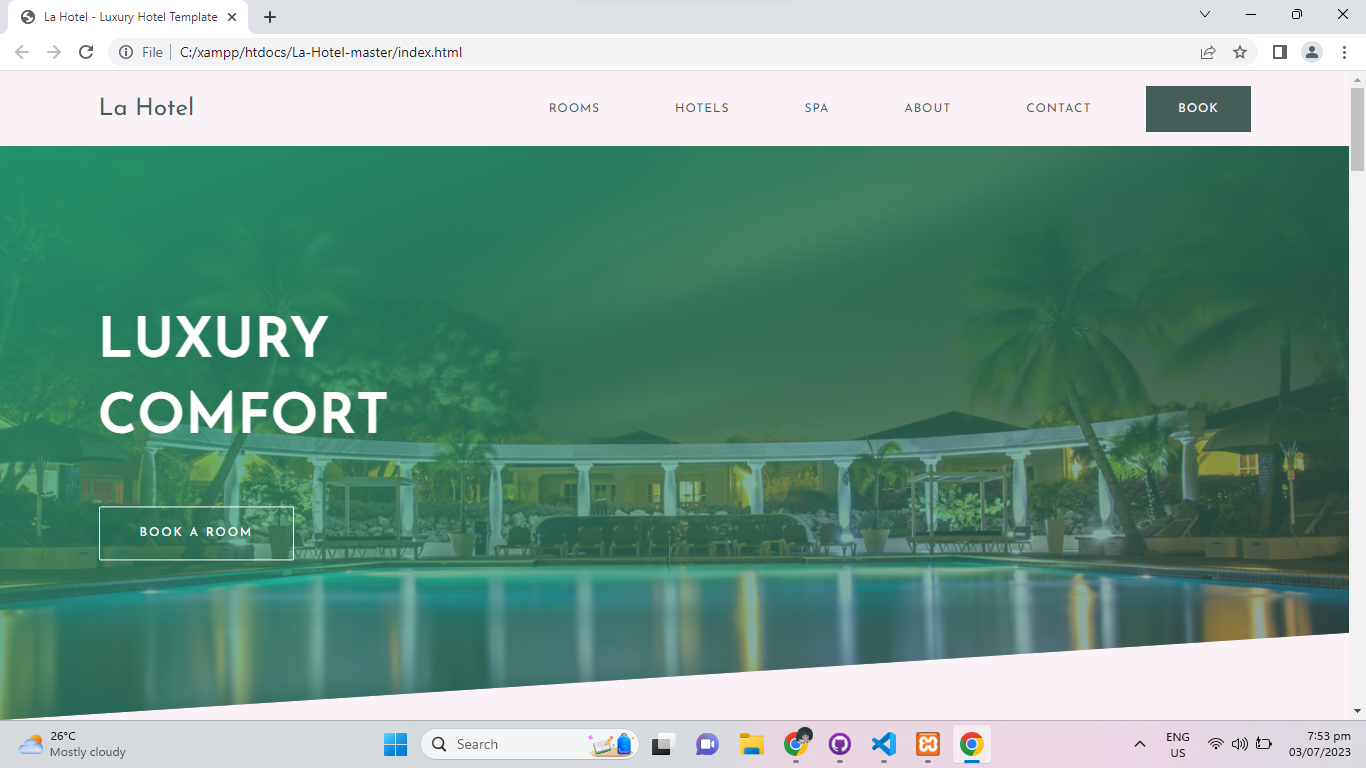 La Hotel - Luxury Hotel Template
File
C:/xampp/htdocs/La-Hotel-master/index.html
La Hotel
ROOMS
HOTELS
SPA
ABOUT
CONTACT
BOOK
LUXURY
COMFORT
BOOK A ROOM
26°C
Mostly cloudy
Search
ENG
US
7:53 pm
03/07/2023